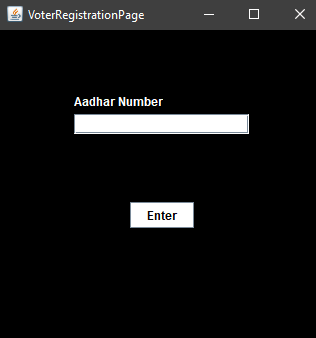 VoterRegistrationPage
Aadhar Number
Enter